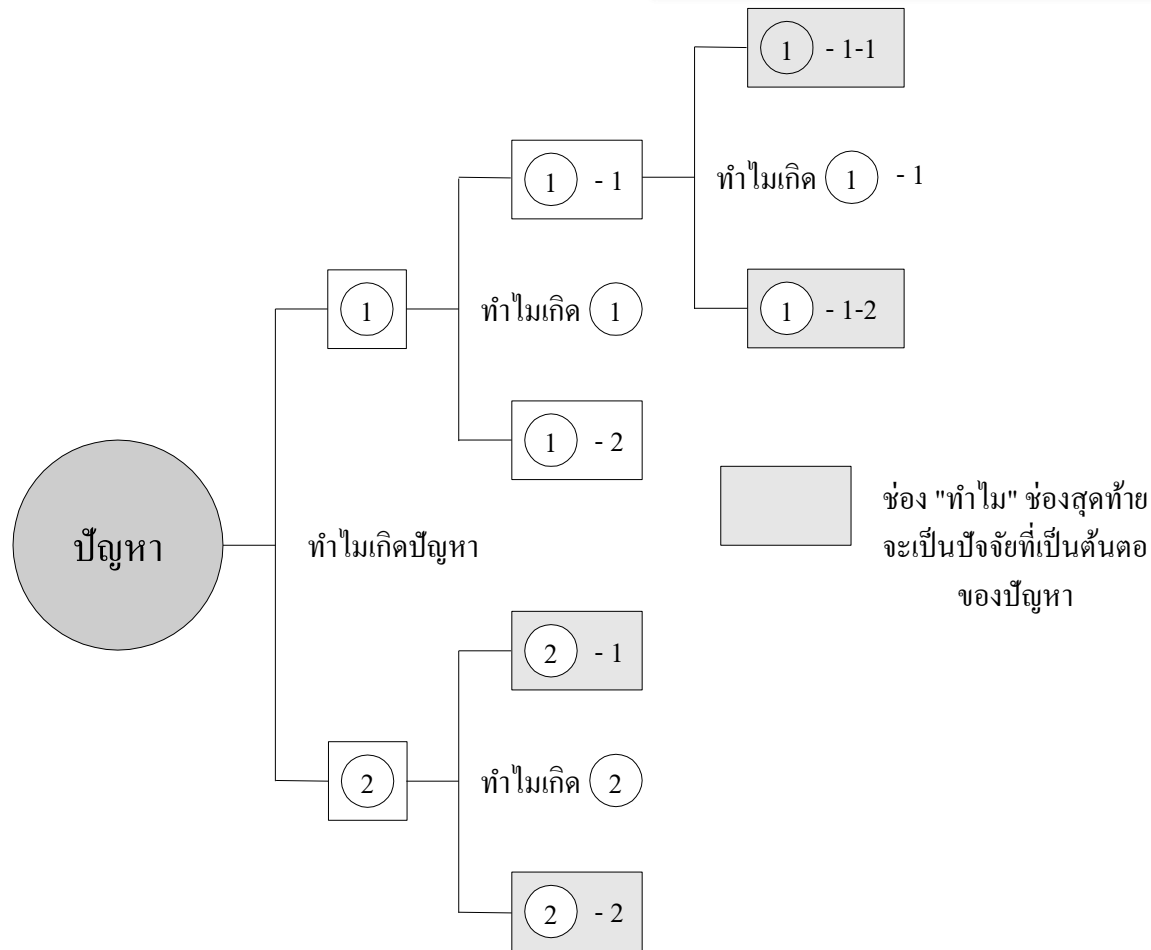 ① - 1-1
① - 1
ทำไมเกิด ① - 1
①
ทำไมเกิด ①
① - 1-2
① - 2
ช่อง "ทำไม" ช่องสุดท้าย
จะเป็นปัจจัยที่เป็นต้นตอ
ของปัญหา
ปัญหา
ทำไมเกิดปัญหา
② - 1
②
ทำไมเกิด ②
② - 2